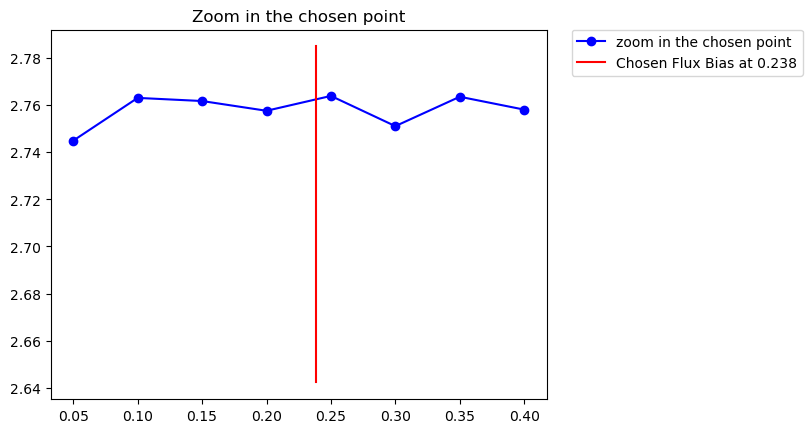 Zoom in the chosen point
zoom in the chosen point
Chosen Flux Bias at 0.238
2.78
2.76
2.74
2.72
2.70
2.68
2.66
2.64
0.05 0.10 0.15 0.20 0.25 0.30 0.35 0.40